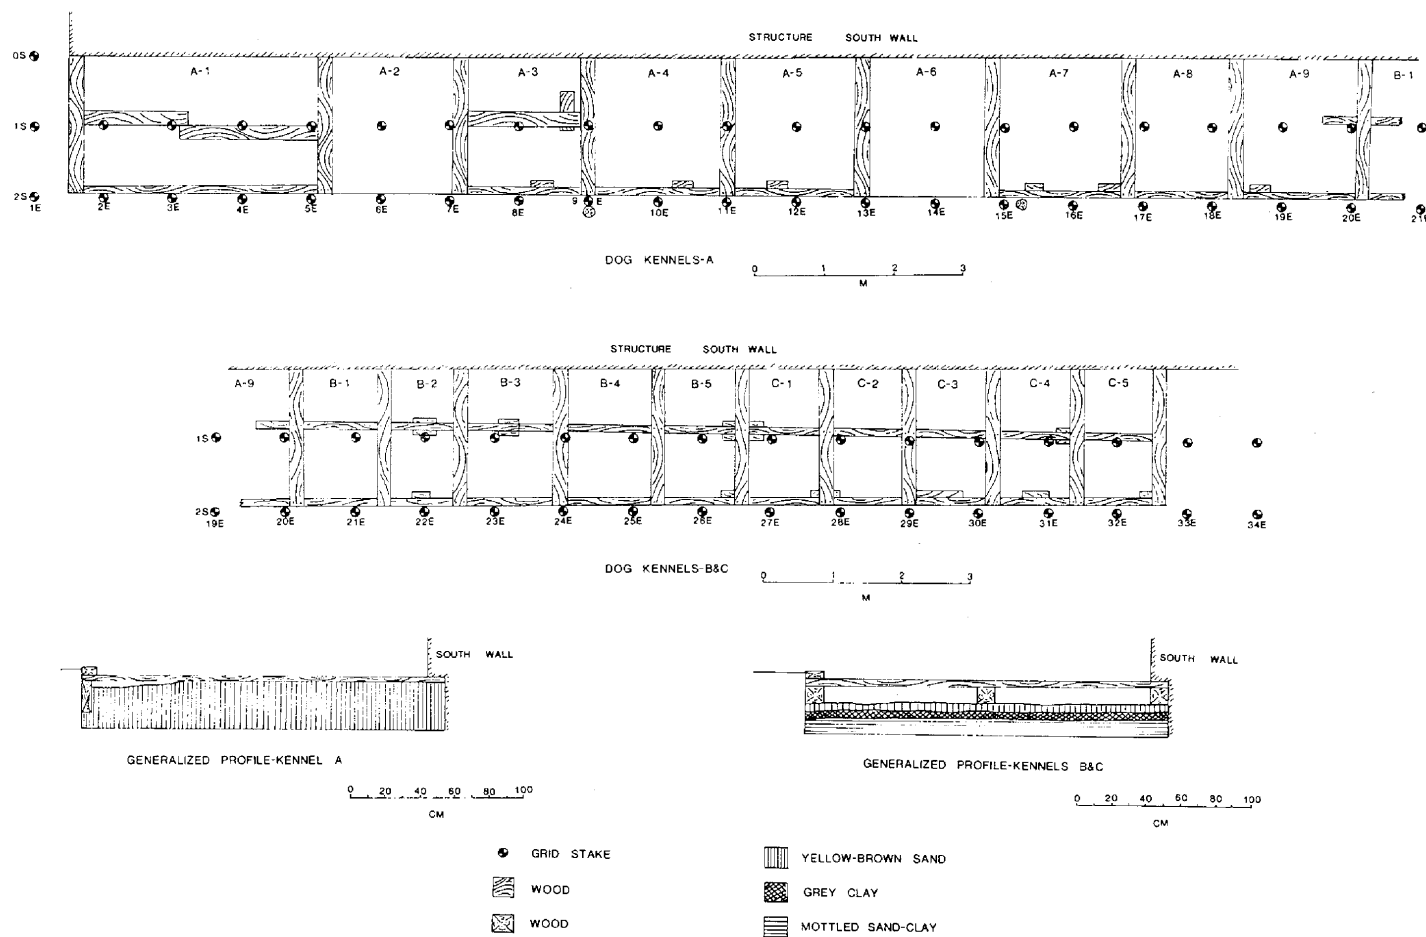 STRUCTURE SOUTH WALL
0S
A-1 A-2 A-3 A-4 A-5 A-6 A-7 A-8 A-9 B-1
1S
2S
1E 2E 3E 4E 5E 6E 7E 8E 9 E 10E 11E 12E 13E 14E 15E 16E 17E 18E 19E 20E 21E
DOG KENNELS-A
0 1 2 3
M
STRUCTURE SOUTH WALL
A-9 B-1 B-2 B-3 B-4 B-5 C-1 C-2 C-3 C-4 C-5
1S
2S
19E 20E 21E 22E 23E 24E 25E 26E 27E 28E 29E 30E 31E 32E 33E 34E
DOG KENNELS-B&C
0 1 2 3
M
SOUTH WALL
GENERALIZED PROFILE-KENNEL A
0 20 40 60 80 100
CM
SOUTH WALL
GENERALIZED PROFILE-KENNELS B&C
0 20 40 60 80 100
CM
GRID STAKE
WOOD
WOOD
YELLOW-BROWN SAND
GREY CLAY
MOTTLED SAND-CLAY